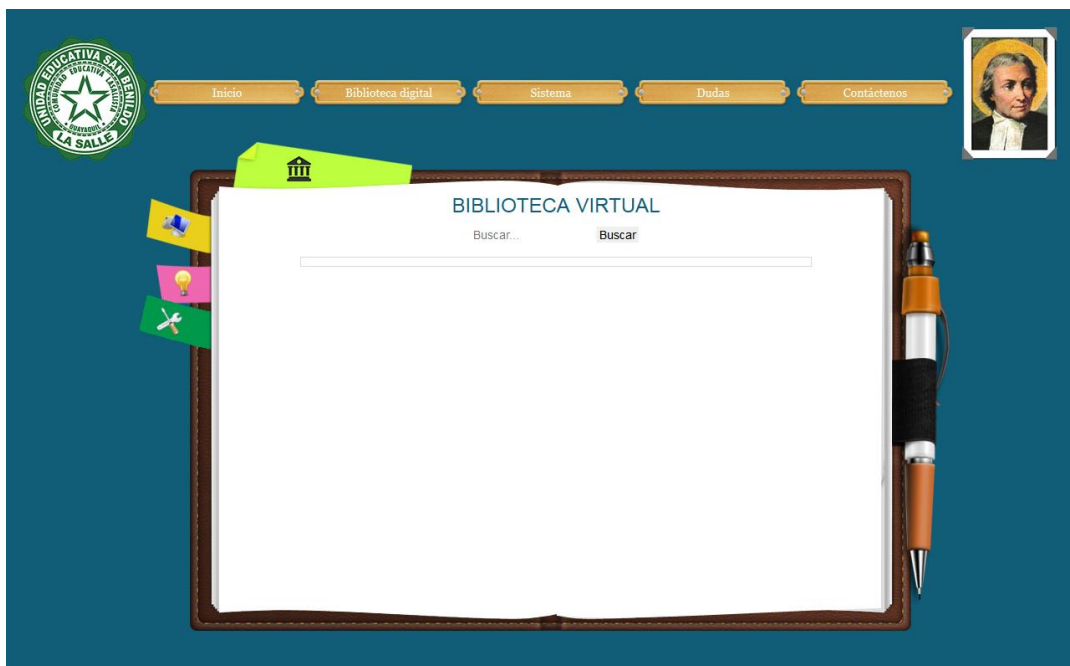 UNIDAD EDUCATIVA SAN BENILDO
COMUNIDAD EDUCATIVA LASALLISTA
GUAYAQUIL
LA SALLE
Inicio
Biblioteca digital
Sistema
Dudas
Contáctenos
BIBLIOTECA VIRTUAL
Buscar...
Buscar